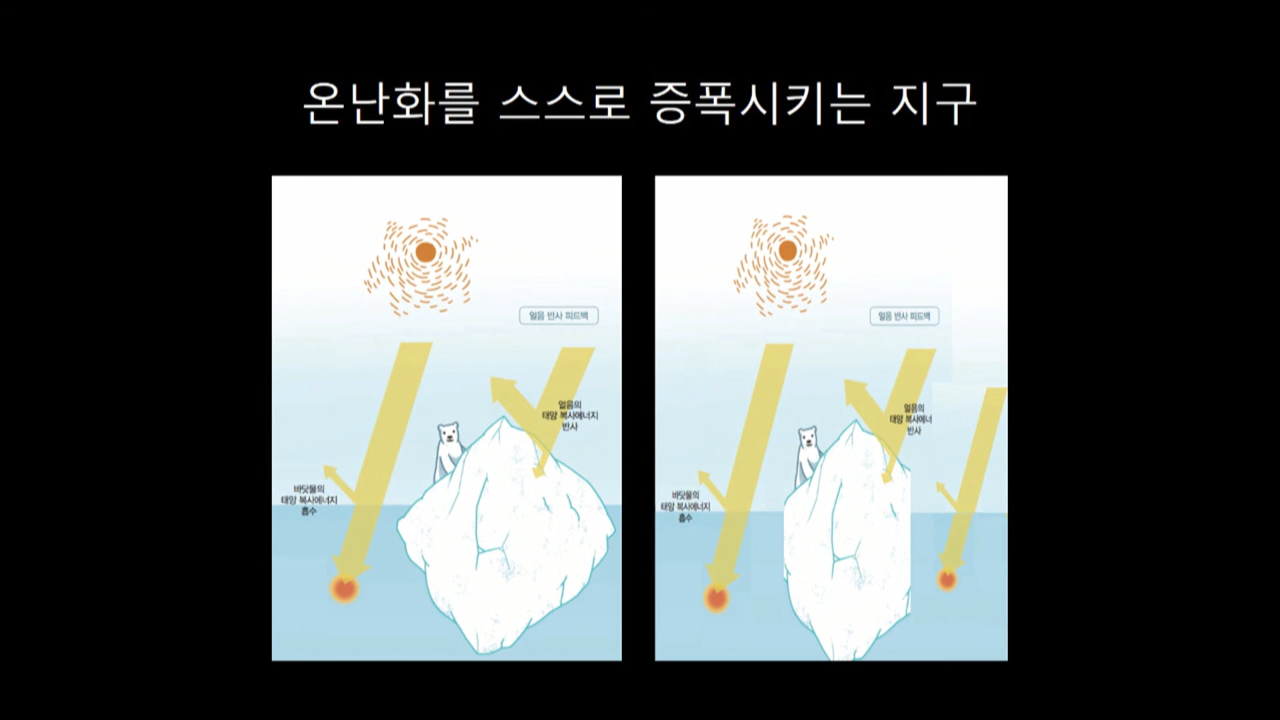 온난화를 스스로 증폭시키는 지구
얼음 반사 피드백
얼음의
태양 복사에너지
반사
바닷물의
태양 복사에너지
흡수
얼음 반사 피드백
얼음의
태양 복사에너
반사
바닷물의
태양 복사에너지
흡수